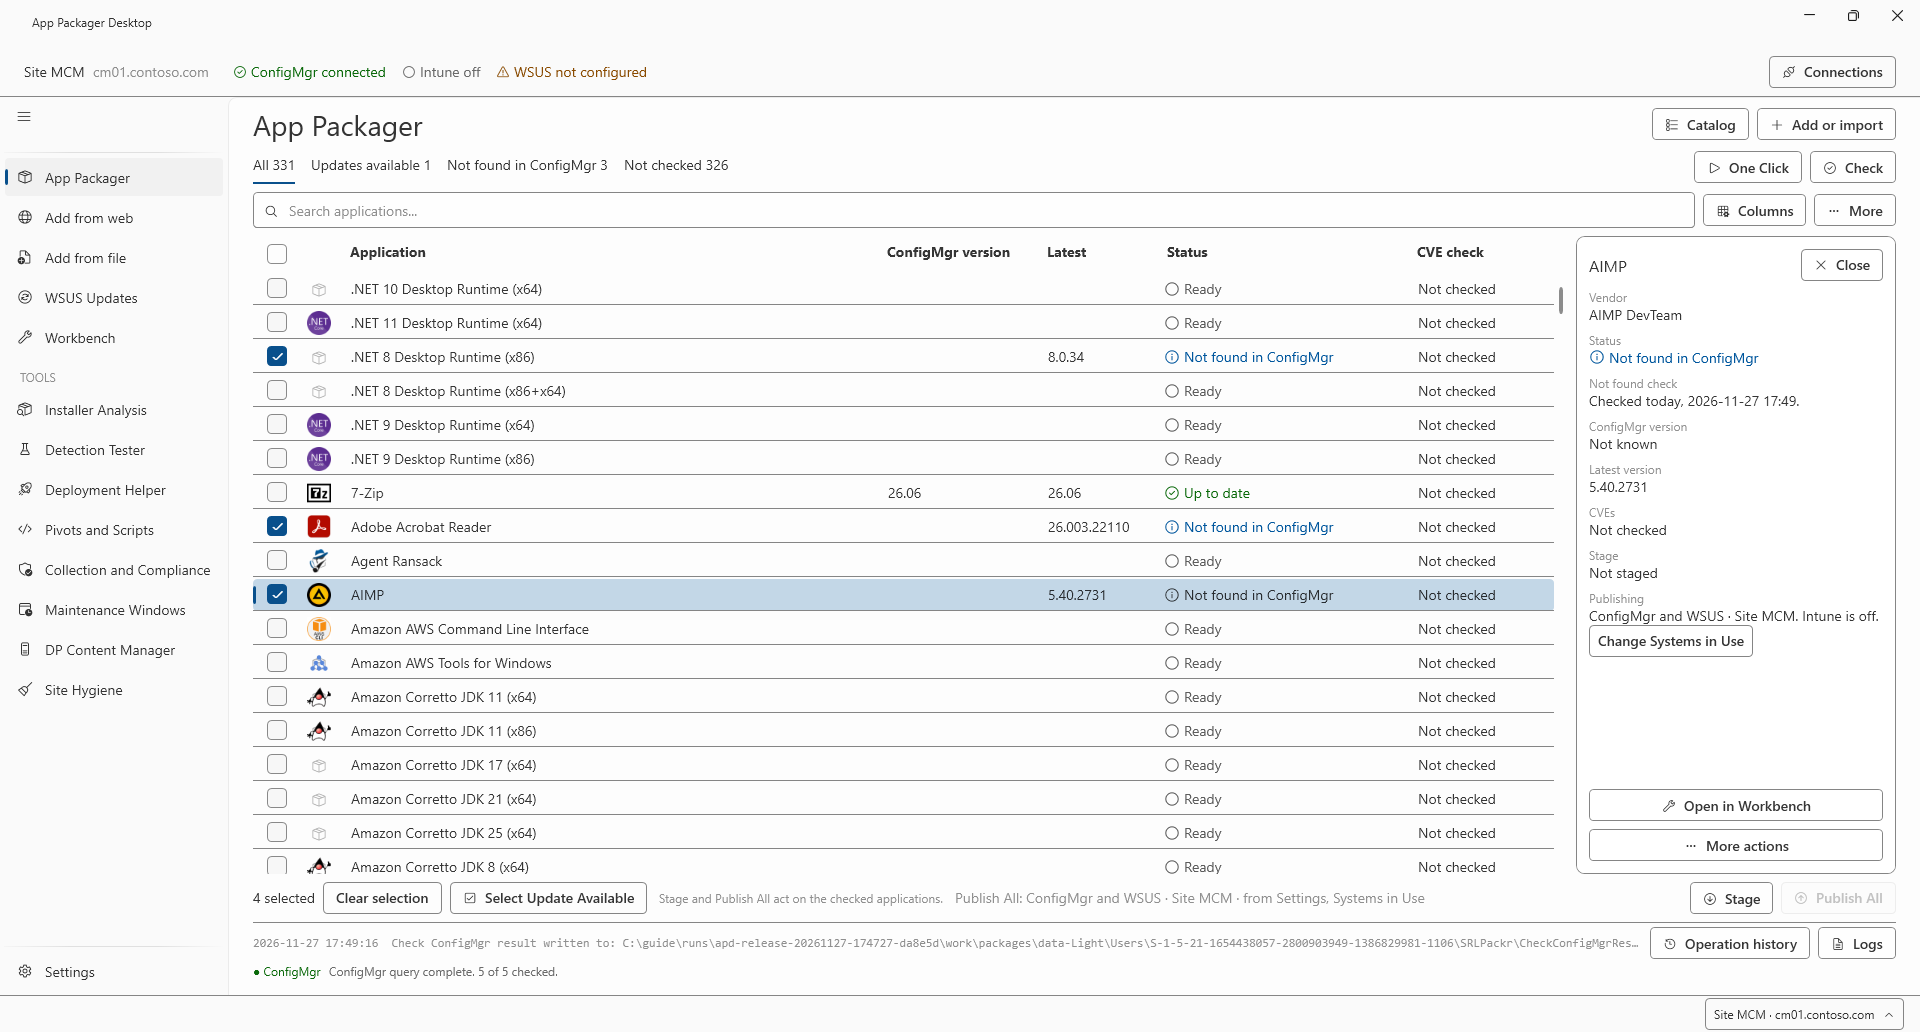 App Packager Desktop
Site MCM cm01.contoso.com ConfigMgr connected Intune off WSUS not configured Connections
App Packager Catalog Add or import
All 331 Updates available 1 Not found in ConfigMgr 3 Not checked 326 One Click Check
Search applications... Columns More
App Packager
Add from web
Add from file
WSUS Updates
Workbench
TOOLS
Installer Analysis
Detection Tester
Deployment Helper
Pivots and Scripts
Collection and Compliance
Maintenance Windows
DP Content Manager
Site Hygiene
Settings
Application ConfigMgr version Latest Status CVE check
.NET 10 Desktop Runtime (x64) Ready Not checked
.NET 11 Desktop Runtime (x64) Ready Not checked
.NET 8 Desktop Runtime (x86) 8.0.34 Not found in ConfigMgr Not checked
.NET 8 Desktop Runtime (x86+x64) Ready Not checked
.NET 9 Desktop Runtime (x64) Ready Not checked
.NET 9 Desktop Runtime (x86) Ready Not checked
7-Zip 26.06 26.06 Up to date Not checked
Adobe Acrobat Reader 26.003.22110 Not found in ConfigMgr Not checked
Agent Ransack Ready Not checked
AIMP 5.40.2731 Not found in ConfigMgr Not checked
Amazon AWS Command Line Interface Ready Not checked
Amazon AWS Tools for Windows Ready Not checked
Amazon Corretto JDK 11 (x64) Ready Not checked
Amazon Corretto JDK 11 (x86) Ready Not checked
Amazon Corretto JDK 17 (x64) Ready Not checked
Amazon Corretto JDK 21 (x64) Ready Not checked
Amazon Corretto JDK 25 (x64) Ready Not checked
Amazon Corretto JDK 8 (x64) Ready Not checked
AIMP Close
Vendor
AIMP DevTeam
Status
Not found in ConfigMgr
Not found check
Checked today, 2026-11-27 17:49.
ConfigMgr version
Not known
Latest version
5.40.2731
CVEs
Not checked
Stage
Not staged
Publishing
ConfigMgr and WSUS · Site MCM. Intune is off.
Change Systems in Use
Open in Workbench
More actions
4 selected Clear selection Select Update Available Stage and Publish All act on the checked applications. Publish All: ConfigMgr and WSUS · Site MCM · from Settings, Systems in Use Stage Publish All
2026-11-27 17:49:16 Check ConfigMgr result written to: C:\guide\runs\apd-release-20261127-174727-da8e5d\work\packages\data-Light\Users\S-1-5-21-1654438057-2800903949-1386829981-1106\SRLPackr\CheckConfigMgrRes... Operation history Logs
ConfigMgr ConfigMgr query complete. 5 of 5 checked.
Site MCM · cm01.contoso.com